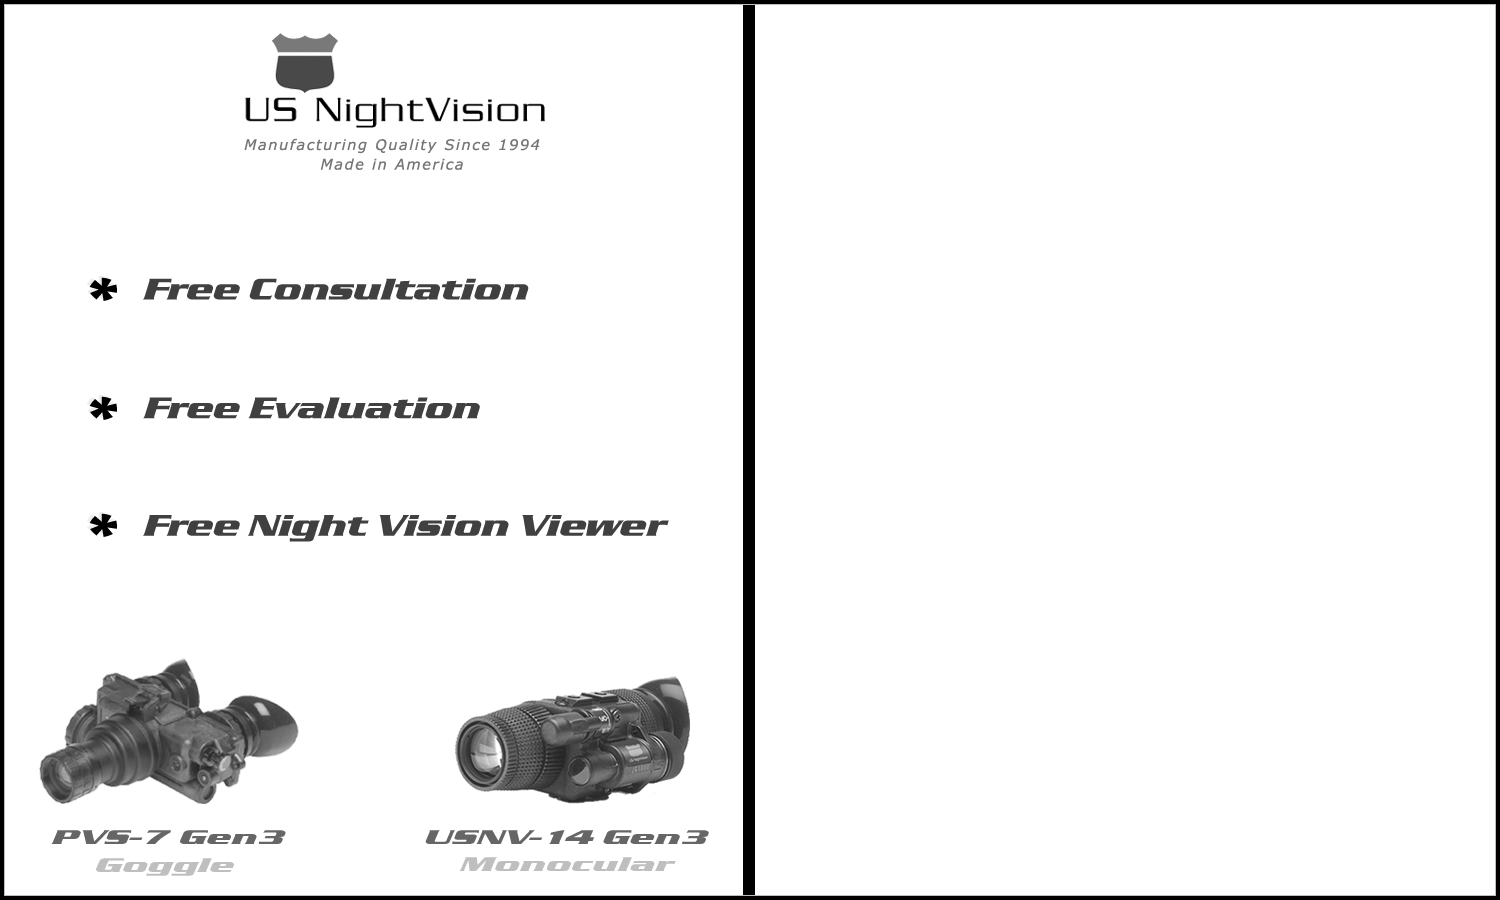 US NightVision
Manufacturing Quality Since 1994
Made in America
* Free Consultation
* Free Evaluation
* Free Night Vision Viewer
PVS-7 Gen3
Goggle
USNV-14 Gen3
Monocular